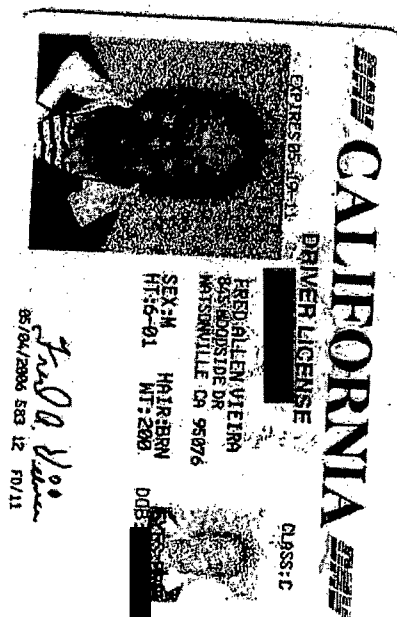 CALIFORNIA
DRIVER LICENSE
EXPIRES 05-19-11
CLASS:C
FRED ALLEN VIEIRA
WOODSIDE DR
WATSONVILLE CA 95076
SEX:M HAIR:BRN
HT:6-01 WT:200
DOB:
05/04/2006 583 12 FD/11